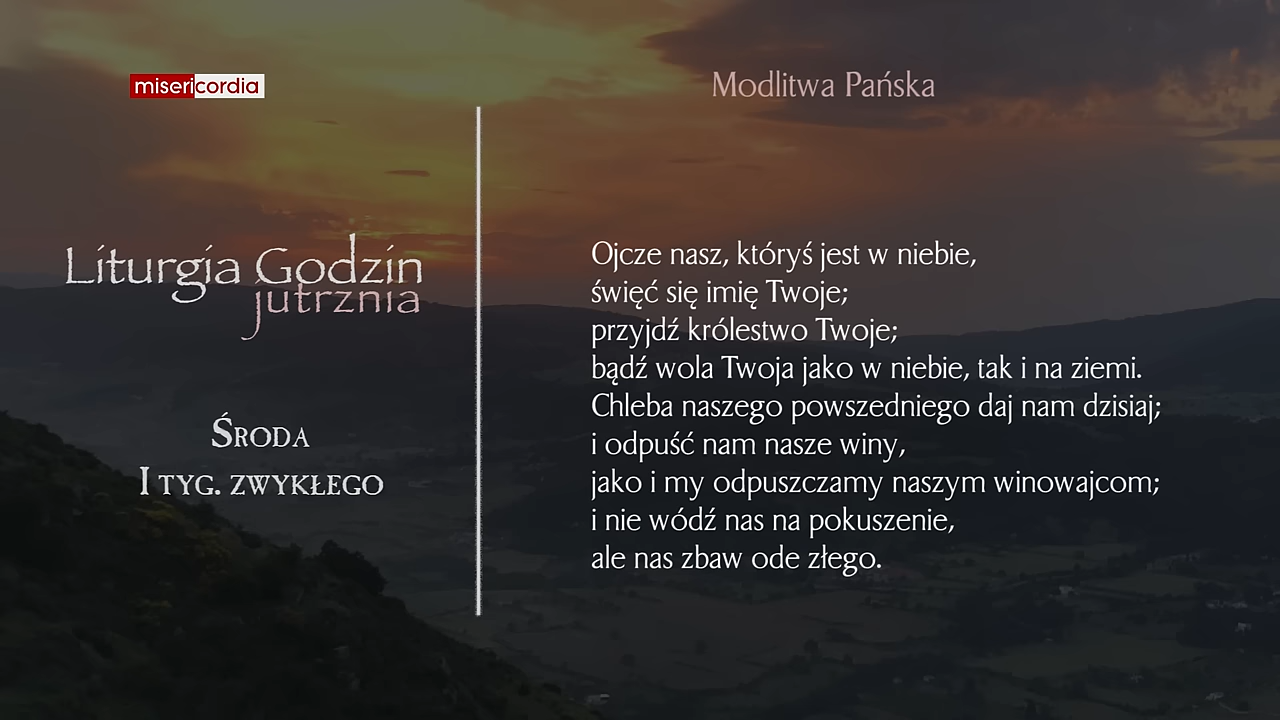 misericordia
Modlitwa Pańska
Liturgia Godzin
jutrznia
Środa
I tyg. zwykłego
Ojcze nasz, któryś jest w niebie,
święć się imię Twoje;
przyjdź królestwo Twoje;
bądź wola Twoja jako w niebie, tak i na ziemi.
Chleba naszego powszedniego daj nam dzisiaj;
i odpuść nam nasze winy,
jako i my odpuszczamy naszym winowajcom;
i nie wódź nas na pokuszenie,
ale nas zbaw ode złego.